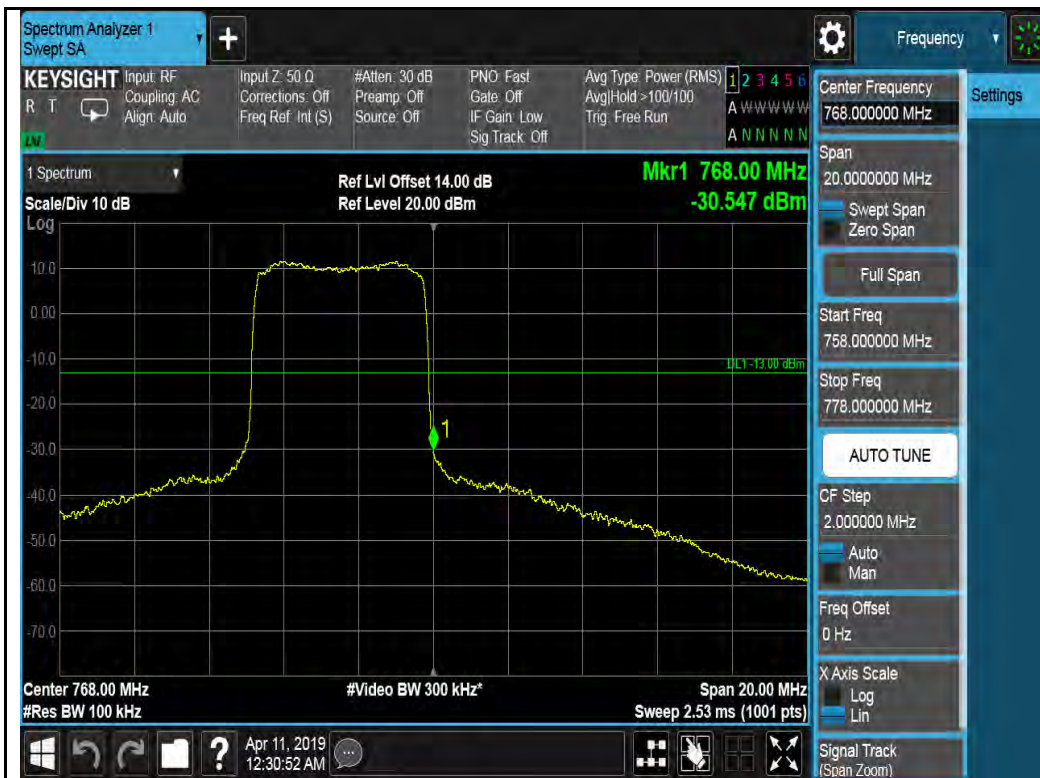 Spectrum Analyzer 1
Swept SA
+
Frequency
KEYSIGHT
R T
LXI
Input: RF
Coupling: AC
Align: Auto
Input Z: 50 Ω
Corrections: Off
Freq Ref: Int (S)
#Atten: 30 dB
Preamp: Off
Source: Off
PNO: Fast
Gate: Off
IF Gain: Low
Sig Track: Off
Avg Type: Power (RMS)
Avg|Hold >100/100
Trig: Free Run
1 2 3 4 5 6
A W W W W W
A N N N N N
Center Frequency
768.000000 MHz
Settings
1 Spectrum
Scale/Div 10 dB
Log
Ref Lvl Offset 14.00 dB
Ref Level 20.00 dBm
Mkr1 768.00 MHz
-30.547 dBm
Span
20.0000000 MHz
Swept Span
Zero Span
Full Span
Start Freq
758.000000 MHz
Stop Freq
778.000000 MHz
AUTO TUNE
CF Step
2.000000 MHz
Auto
Man
Freq Offset
0 Hz
X Axis Scale
Log
Lin
Signal Track
(Span Zoom)
10.0
0.00
-10.0
-20.0
-30.0
-40.0
-50.0
-60.0
-70.0
DL1 -13.00 dBm
1
Center 768.00 MHz
#Res BW 100 kHz
#Video BW 300 kHz*
Span 20.00 MHz
Sweep 2.53 ms (1001 pts)
?
Apr 11, 2019
12:30:52 AM